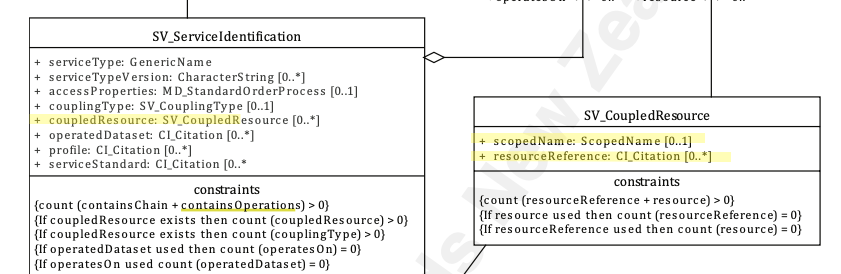 SV_ServiceIdentification
+ serviceType: GenericName
+ serviceTypeVersion: CharacterString [0..*]
+ accessProperties: MD_StandardOrderProcess [0..1]
+ couplingType: SV_CouplingType [0..1]
+ coupledResource: SV_CoupledResource [0..*]
+ operatedDataset: CI_Citation [0..*]
+ profile: CI_Citation [0..*]
+ serviceStandard: CI_Citation [0..*
constraints
{count (containsChain + containsOperations) > 0}
{If coupledResource exists then count (coupledResource) > 0}
{If coupledResource exists then count (couplingType) > 0}
{If operatedDataset used then count (operatesOn) = 0}
{If operatesOn used count (operatedDataset) = 0}
SV_CoupledResource
+ scopedName: ScopedName [0..1]
+ resourceReference: CI_Citation [0..*]
constraints
{count (resourceReference + resource) > 0}
{If resource used then count (resourceReference) = 0}
{If resourceReference used then count (resource) = 0}
New Zea